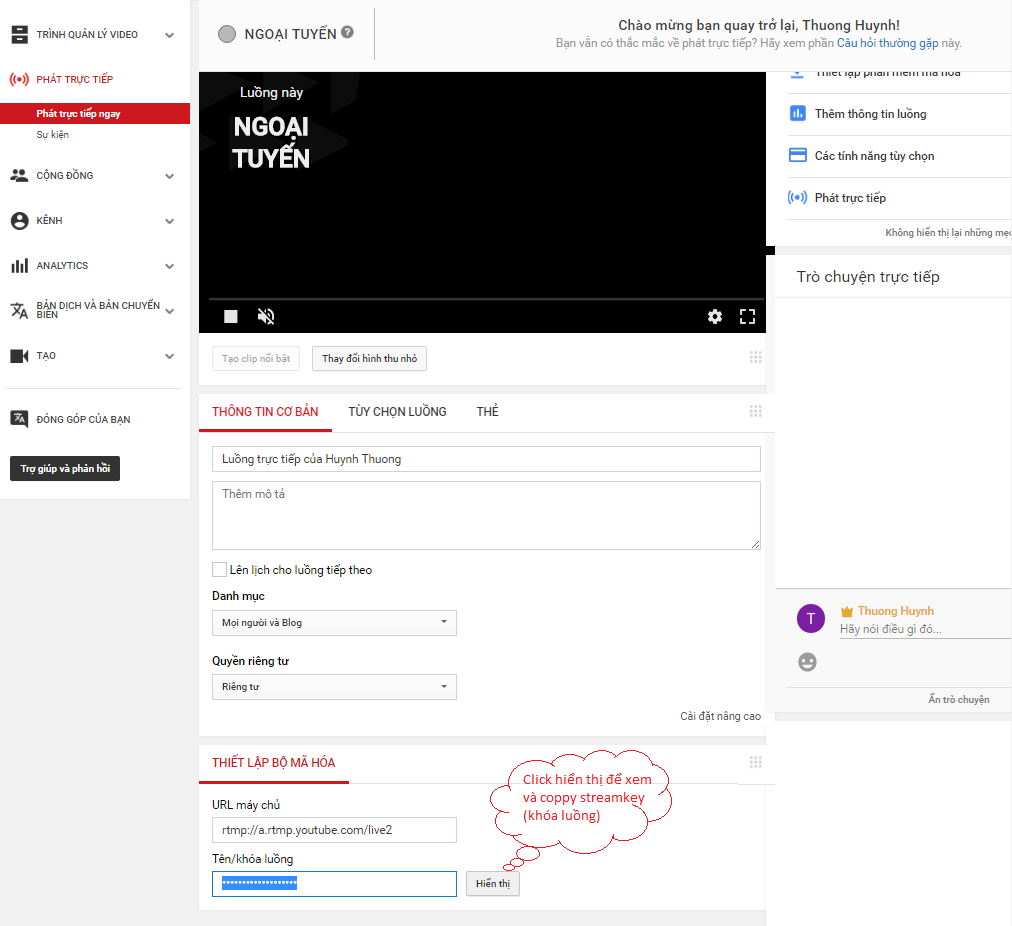 TRÌNH QUẢN LÝ VIDEO
PHÁT TRỰC TIẾP
Phát trực tiếp ngay
Sự kiện
CỘNG ĐỒNG
KÊNH
ANALYTICS
BẢN DỊCH VÀ BẢN CHUYỂN
BIÊN
TẠO
ĐÓNG GÓP CỦA BẠN
Trợ giúp và phản hồi
NGOẠI TUYẾN ?
Chào mừng bạn quay trở lại, Thuong Huynh!
Bạn vẫn có thắc mắc về phát trực tiếp? Hãy xem phần Câu hỏi thường gặp này.
Luồng này
NGOẠI
TUYẾN
Tạo clip nổi bật
Thay đổi hình thu nhỏ
THÔNG TIN CƠ BẢN
TÙY CHỌN LUỒNG
THẺ
Luồng trực tiếp của Huynh Thuong
Thêm mô tả
Lên lịch cho luồng tiếp theo
Danh mục
Mọi người và Blog
Quyền riêng tư
Riêng tư
Cài đặt nâng cao
THIẾT LẬP BỘ MÃ HÓA
URL máy chủ
rtmp://a.rtmp.youtube.com/live2
Tên/khóa luồng
Hiển thị
Click hiển thị để xem
và coppy streamkey
(khóa luồng)
Thiết lập phần mềm mã hóa
Thêm thông tin luồng
Các tính năng tùy chọn
Phát trực tiếp
Không hiển thị lại những mẹo
Trò chuyện trực tiếp
T
Thuong Huynh
Hãy nói điều gì đó...
Ẩn trò chuyện